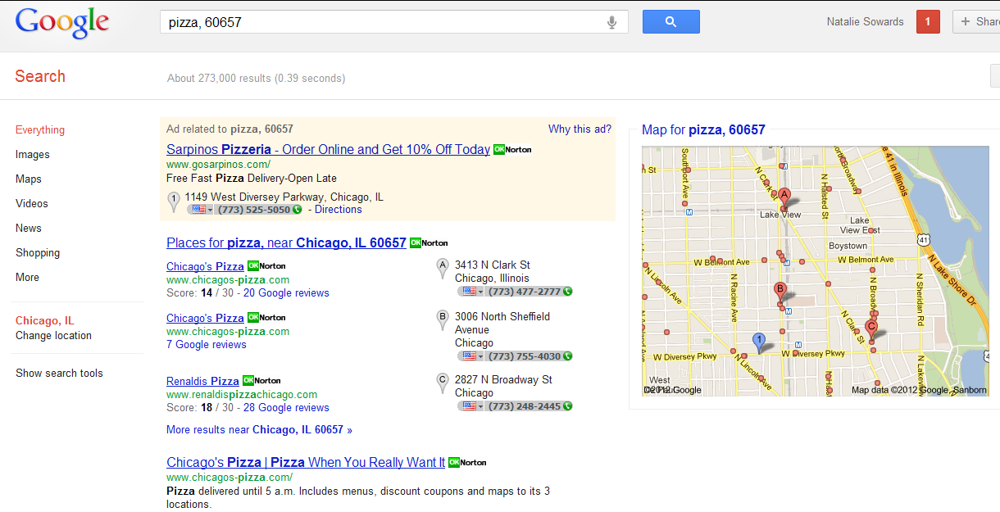 Google
pizza, 60657
Natalie Sowards
1
+ Share
Search
About 273,000 results (0.39 seconds)
Everything
Images
Maps
Videos
News
Shopping
More
Chicago, IL
Change location
Show search tools
Ad related to pizza, 60657
Why this ad?
Sarpinos Pizzeria - Order Online and Get 10% Off Today OK Norton
www.gosarpinos.com/
Free Fast Pizza Delivery-Open Late
1 1149 West Diversey Parkway, Chicago, IL
(773) 525-5050 - Directions
Places for pizza, near Chicago, IL 60657 OK Norton
Chicago's Pizza OK Norton
www.chicagos-pizza.com
Score: 14 / 30 - 20 Google reviews
A 3413 N Clark St
Chicago, Illinois
(773) 477-2777
Chicago's Pizza OK Norton
www.chicagos-pizza.com
7 Google reviews
B 3006 North Sheffield
Avenue
Chicago
(773) 755-4030
Renaldis Pizza OK Norton
www.renaldispizzachicago.com
Score: 18 / 30 - 28 Google reviews
C 2827 N Broadway St
Chicago
(773) 248-2445
More results near Chicago, IL 60657 »
Chicago's Pizza | Pizza When You Really Want It OK Norton
www.chicagos-pizza.com/
Pizza delivered until 5 a.m. Includes menus, discount coupons and maps to its 3
locations.
Map for pizza, 60657
h St
Southport Ave
N Clark St
N Halsted St
North Broadway
e 41 in Illinois
A
Lake View
Lake
View East
Boystown
41
W Belmont Ave
W Belmont Ave
N Lake Shore Dr
N Lincoln Ave
N Racine Ave
B
M
N Broadway
N Sheridan Rd
N Clark St
C
1
W Diversey Pkwy
W Diversey Pkwy
N Lincoln Ave
N Hals
N Lakeview
West
©2012 Google
Map data ©2012 Google, Sanborn